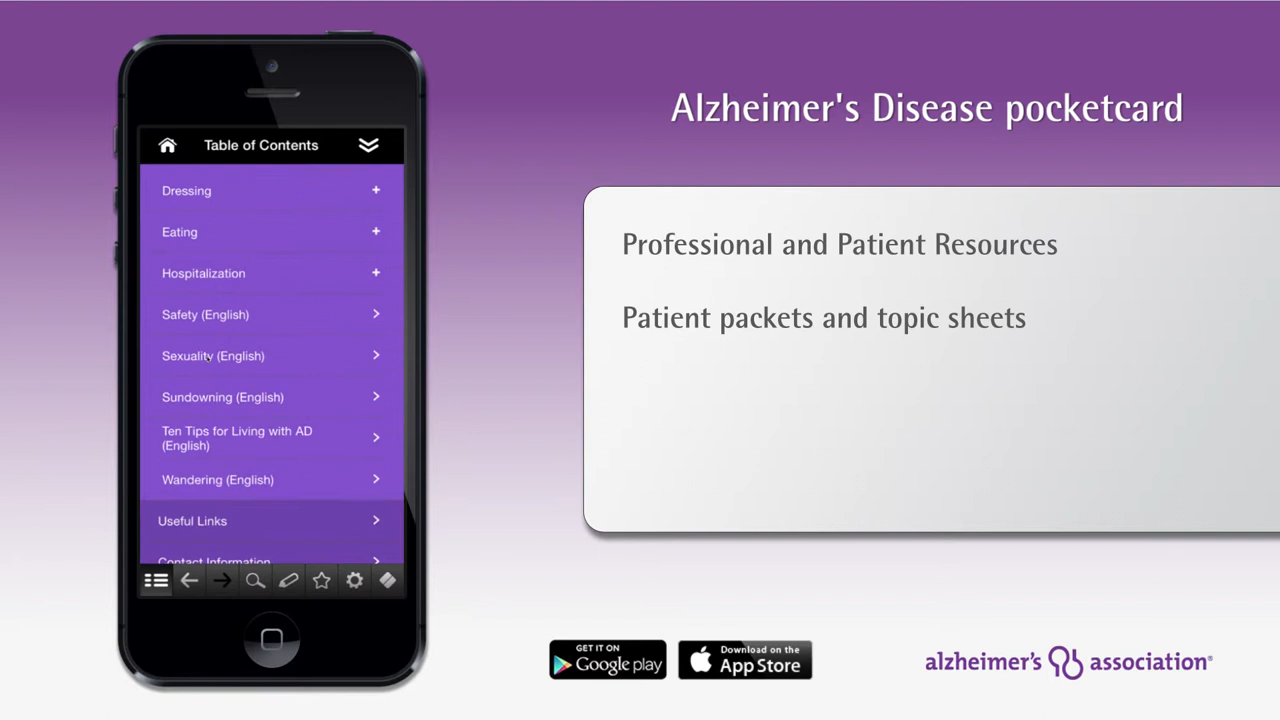 Alzheimer's Disease pocketcard
Table of Contents
Dressing
Eating
Hospitalization
Safety (English)
Sexuality (English)
Sundowning (English)
Ten Tips for Living with AD
(English)
Wandering (English)
Useful Links
Contact Information
Professional and Patient Resources
Patient packets and topic sheets
GET IT ON
Google play
Download on the
App Store
alzheimer's association®